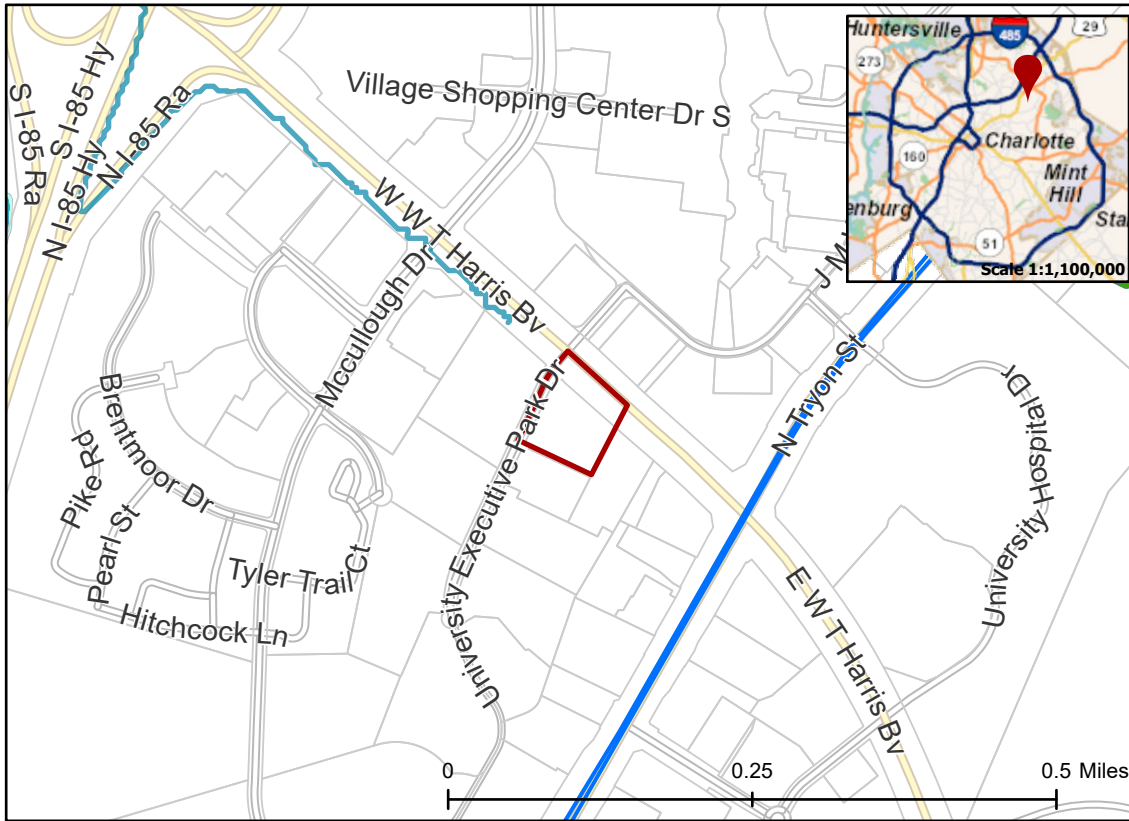 Huntersville
485
29
273
Charlotte
160
Mint
Hill
enburg
Sta
51
Scale 1:1,100,000
S I-85 Ra
S I-85 Hy
N I-85 Hy
N I-85 Ra
Village Shopping Center Dr S
W W T Harris Bv
J M
Mccullough Dr
N Tryon St
University Executive Park Dr
University Hospital Dr
Brentmoor Dr
Pike Rd
Pearl St
Tyler Trail Ct
Hitchcock Ln
E W T Harris Bv
0
0.25
0.5 Miles